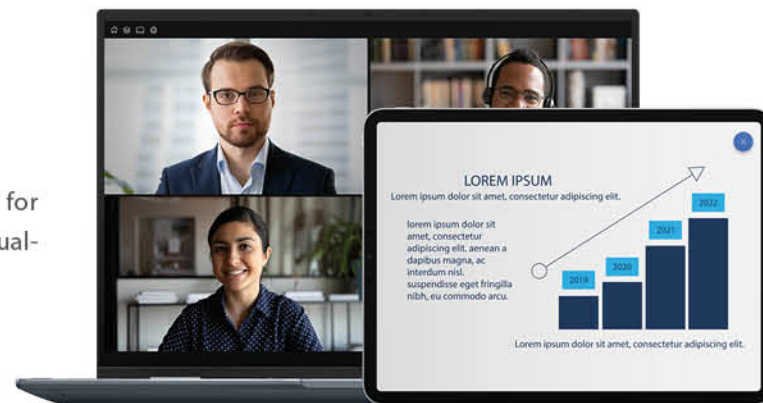 for
ual-
LOREM IPSUM
Lorem ipsum dolor sit amet, consectetur adipiscing elit.
lorem ipsum dolor sit
amet, consectetur
adipiscing elit. aenean a
dapibus magna, ac
interdum nisl.
suspendisse eget fringilla
nibh, eu commodo arcu.
2019
2020
2021
2022
Lorem ipsum dolor sit amet, consectetur adipiscing elit.